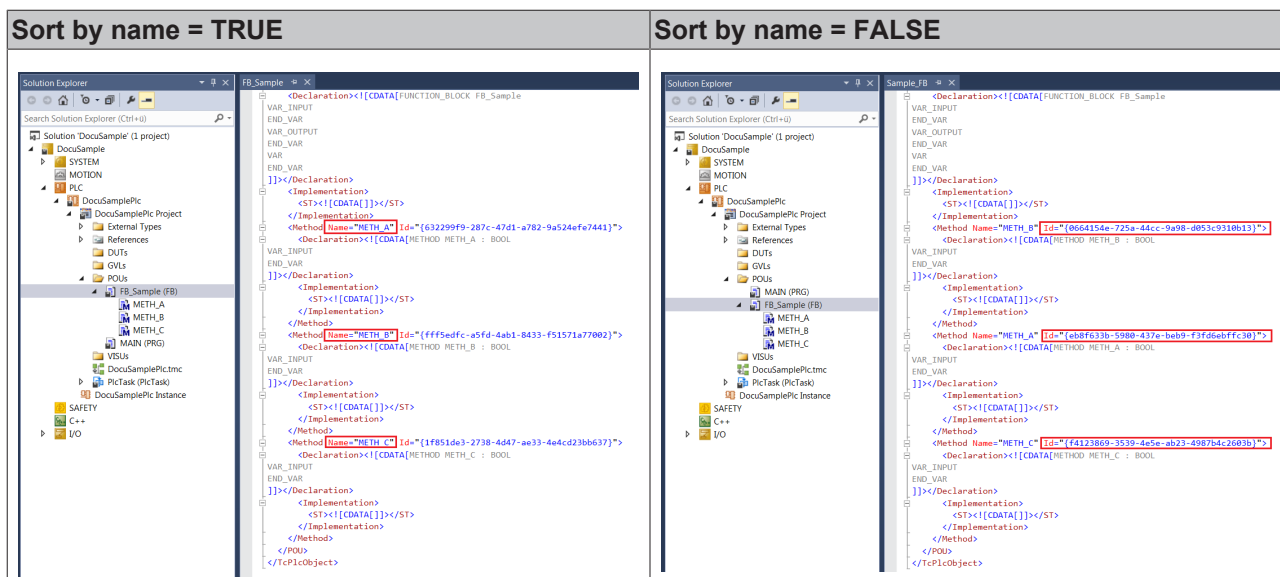 Sort by name = TRUE
Solution Explorer
Search Solution Explorer (Ctrl+ü)
Solution 'DocuSample' (1 project)
DocuSample
SYSTEM
MOTION
PLC
DocuSamplePlc
DocuSamplePlc Project
External Types
References
DUTs
GVLs
POUs
FB_Sample (FB)
METH_A
METH_B
METH_C
MAIN (PRG)
VISUs
DocuSamplePlc.tmc
PlcTask (PlcTask)
DocuSamplePlc Instance
SAFETY
C++
I/O
FB_Sample
<Declaration><![CDATA[FUNCTION_BLOCK FB_Sample
VAR_INPUT
END_VAR
VAR_OUTPUT
END_VAR
VAR
END_VAR
]]></Declaration>
<Implementation>
<ST><![CDATA[]]></ST>
</Implementation>
<Method Name="METH_A" Id="{632299f9-287c-47d1-a782-9a524efe7441}">
<Declaration><![CDATA[METHOD METH_A : BOOL
VAR_INPUT
END_VAR
]]></Declaration>
<Implementation>
<ST><![CDATA[]]></ST>
</Implementation>
</Method>
<Method Name="METH_B" Id="{fff5edfc-a5fd-4ab1-8433-f51571a77002}">
<Declaration><![CDATA[METHOD METH_B : BOOL
VAR_INPUT
END_VAR
]]></Declaration>
<Implementation>
<ST><![CDATA[]]></ST>
</Implementation>
</Method>
<Method Name="METH_C" Id="{1f851de3-2738-4d47-ae33-4e4cd23bb637}">
<Declaration><![CDATA[METHOD METH_C : BOOL
VAR_INPUT
END_VAR
]]></Declaration>
<Implementation>
<ST><![CDATA[]]></ST>
</Implementation>
</Method>
</POU>
</TcPlcObject>
Sort by name = FALSE
Solution Explorer
Search Solution Explorer (Ctrl+ü)
Solution 'DocuSample' (1 project)
DocuSample
SYSTEM
MOTION
PLC
DocuSamplePlc
DocuSamplePlc Project
External Types
References
DUTs
GVLs
POUs
MAIN (PRG)
FB_Sample (FB)
METH_A
METH_B
METH_C
VISUs
DocuSamplePlc.tmc
PlcTask (PlcTask)
DocuSamplePlc Instance
SAFETY
C++
I/O
Sample_FB
<Declaration><![CDATA[FUNCTION_BLOCK FB_Sample
VAR_INPUT
END_VAR
VAR_OUTPUT
END_VAR
VAR
END_VAR
]]></Declaration>
<Implementation>
<ST><![CDATA[]]></ST>
</Implementation>
<Method Name="METH_B" Id="{0664154e-725a-44cc-9a98-d053c9310b13}">
<Declaration><![CDATA[METHOD METH_B : BOOL
VAR_INPUT
END_VAR
]]></Declaration>
<Implementation>
<ST><![CDATA[]]></ST>
</Implementation>
</Method>
<Method Name="METH_A" Id="{eb8f633b-5980-437e-beb9-f3fd6ebffc30}">
<Declaration><![CDATA[METHOD METH_A : BOOL
VAR_INPUT
END_VAR
]]></Declaration>
<Implementation>
<ST><![CDATA[]]></ST>
</Implementation>
</Method>
<Method Name="METH_C" Id="{f4123869-3539-4e5e-ab23-4987b4c2603b}">
<Declaration><![CDATA[METHOD METH_C : BOOL
VAR_INPUT
END_VAR
]]></Declaration>
<Implementation>
<ST><![CDATA[]]></ST>
</Implementation>
</Method>
</POU>
</TcPlcObject>